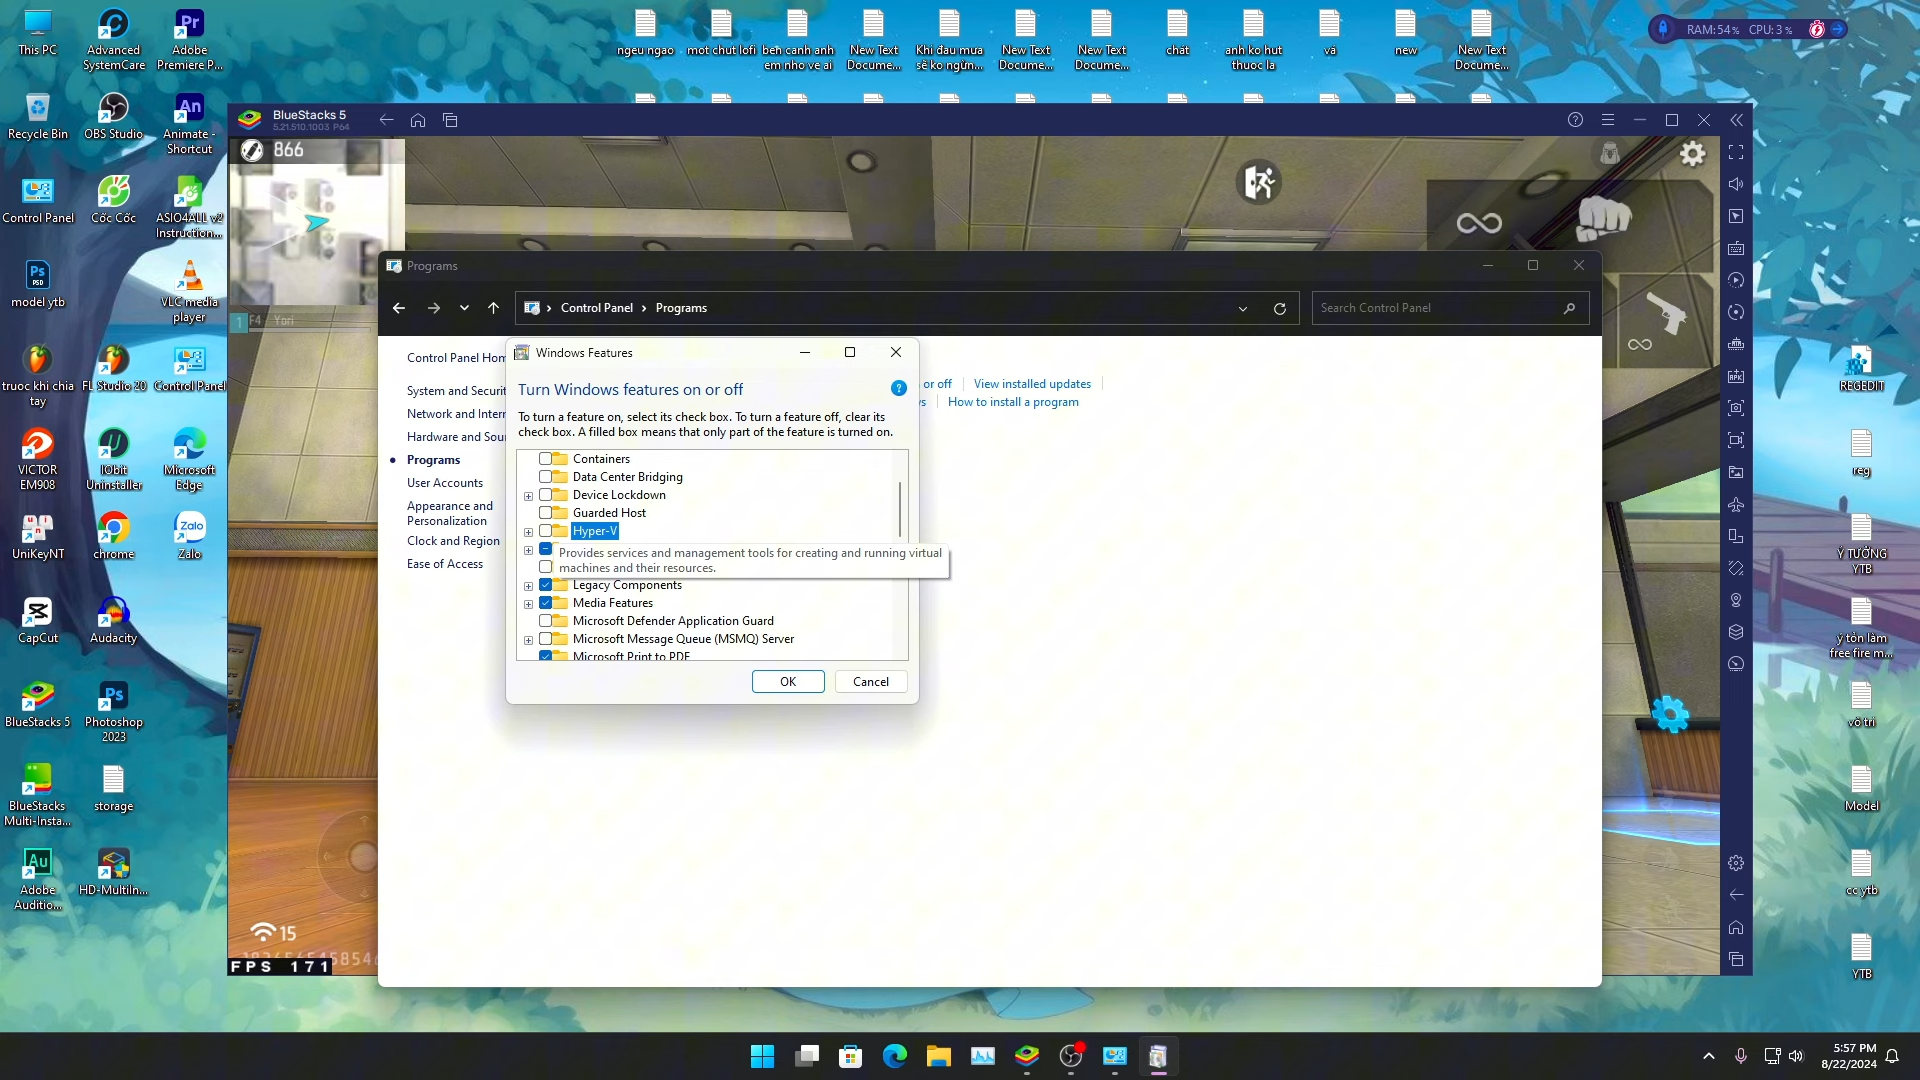 This PC
Advanced
SystemCare
Adobe
Premiere P...
Recycle Bin
OBS Studio
Animate -
Shortcut
Control Panel
Cốc Cốc
ASIO4ALL v2
Instruction...
model ytb
VLC media
player
truoc khi chia
tay
FL Studio 20
Control Panel
VICTOR
EM908
IObit
Uninstaller
Microsoft
Edge
UniKeyNT
chrome
Zalo
CapCut
Audacity
BlueStacks 5
Photoshop
2023
BlueStacks
Multi-Insta...
storage
Adobe
Auditio...
HD-MultiIn...
ngeu ngao
mot chut lofi
ben canh anh
em nho ve ai
New Text
Docume...
Khi đau mưa
sẽ ko ngừn...
New Text
Docume...
New Text
Docume...
chat
anh ko hut
thuoc la
va
new
New Text
Docume...
RAM: 54% CPU: 3%
BlueStacks 5
5.21.510.1003 P64
866
1 F4 Yori
15
FPS 171
Programs
Control Panel
Programs
Search Control Panel
Control Panel Hom
System and Securit
Network and Intern
Hardware and Sou
Programs
User Accounts
Appearance and
Personalization
Clock and Region
Ease of Access
or off
View installed updates
How to install a program
Windows Features
Turn Windows features on or off
To turn a feature on, select its check box. To turn a feature off, clear its
check box. A filled box means that only part of the feature is turned on.
Containers
Data Center Bridging
Device Lockdown
Guarded Host
Hyper-V
Provides services and management tools for creating and running virtual
machines and their resources.
Legacy Components
Media Features
Microsoft Defender Application Guard
Microsoft Message Queue (MSMQ) Server
Microsoft Print to PDF
OK
Cancel
REGEDIT
reg
Ý TƯỞNG
YTB
ý tồn làm
free fire m...
vô tri
Model
cc ytb
YTB
5:57 PM
8/22/2024